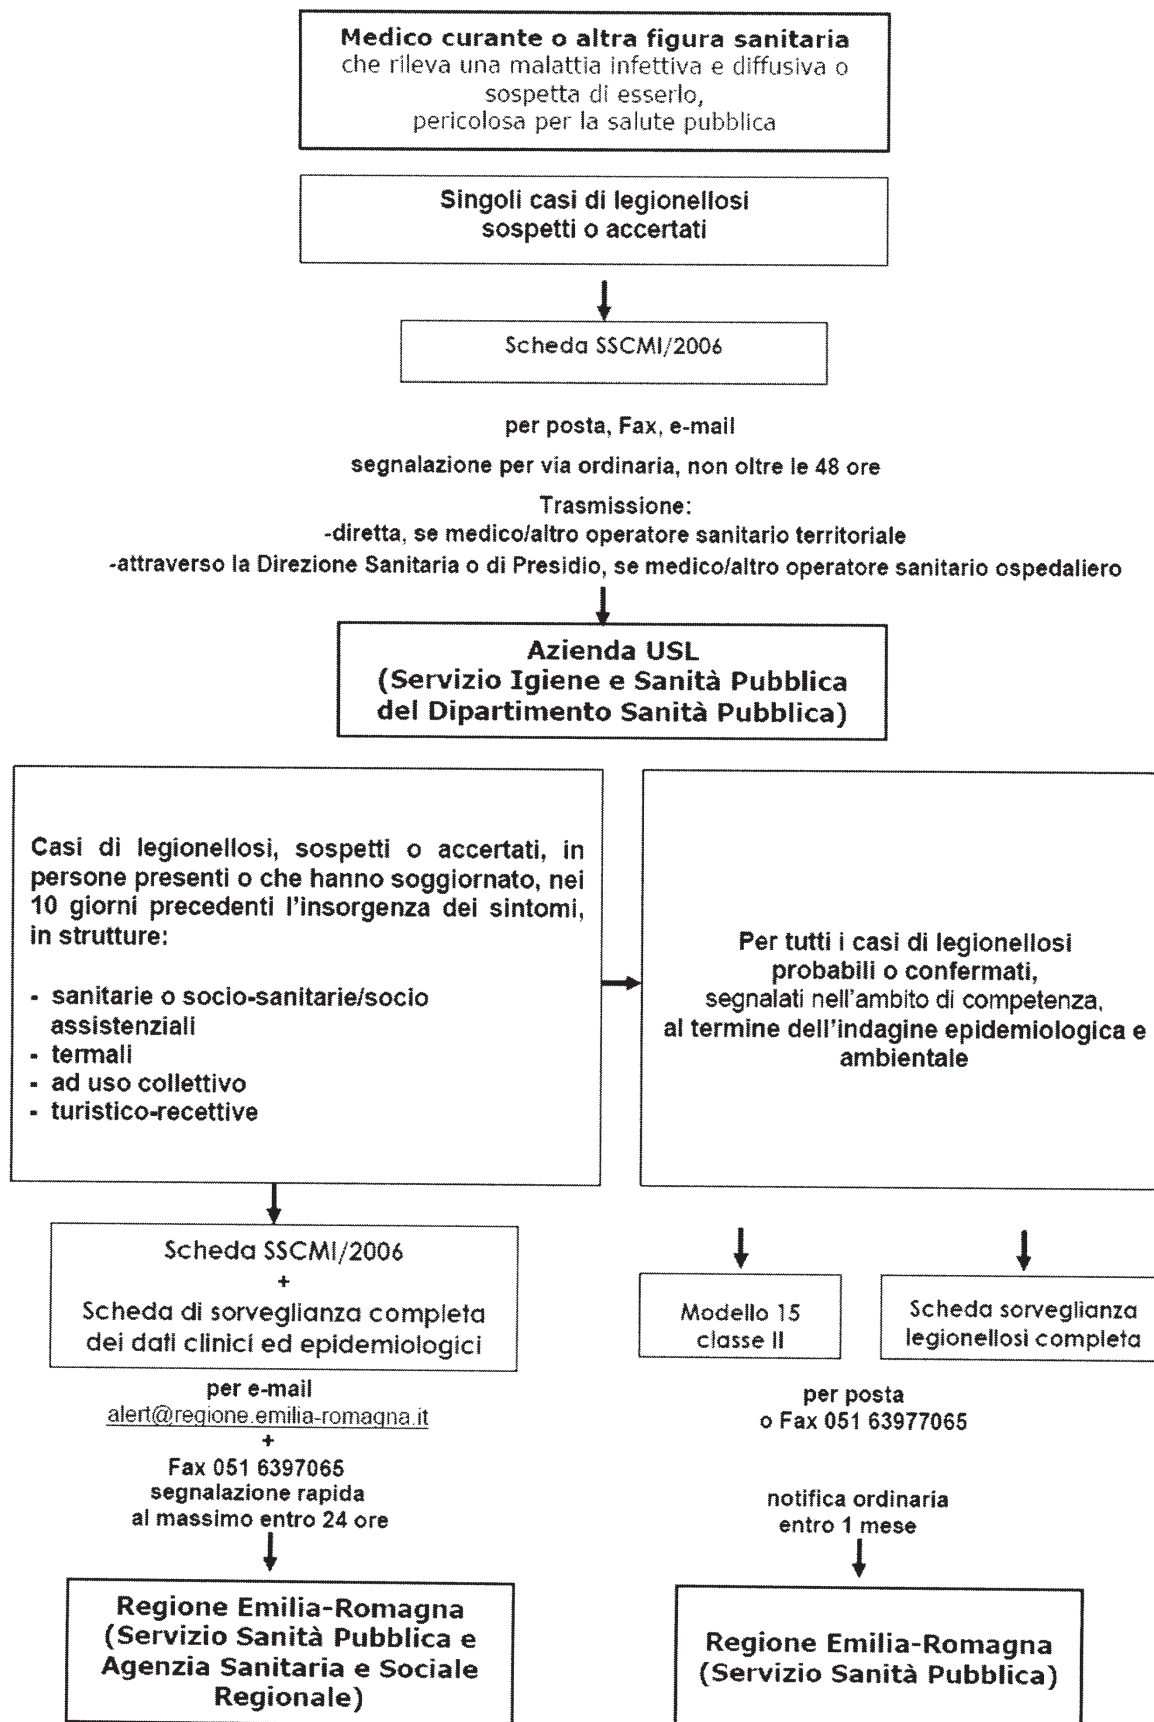 Medico curante o altra figura sanitaria
che rileva una malattia infettiva e diffusiva o
sospetta di esserlo,
pericolosa per la salute pubblica
Singoli casi di legionellosi
sospetti o accertati
Scheda SSCMI/2006
per posta, Fax, e-mail
segnalazione per via ordinaria, non oltre le 48 ore
Trasmissione:
-diretta, se medico/altro operatore sanitario territoriale
-attraverso la Direzione Sanitaria o di Presidio, se medico/altro operatore sanitario ospedaliero
Azienda USL
(Servizio Igiene e Sanità Pubblica
del Dipartimento Sanità Pubblica)
Casi di legionellosi, sospetti o accertati, in
persone presenti o che hanno soggiornato, nei
10 giorni precedenti l'insorgenza dei sintomi,
in strutture:
- sanitarie o socio-sanitarie/socio
assistenziali
- termali
- ad uso collettivo
- turistico-recettive
Per tutti i casi di legionellosi
probabili o confermati,
segnalati nell'ambito di competenza,
al termine dell'indagine epidemiologica e
ambientale
Scheda SSCMI/2006
+
Scheda di sorveglianza completa
dei dati clinici ed epidemiologici
per e-mail
alert@regione.emilia-romagna.it
+
Fax 051 6397065
segnalazione rapida
al massimo entro 24 ore
Regione Emilia-Romagna
(Servizio Sanità Pubblica e
Agenzia Sanitaria e Sociale
Regionale)
Modello 15
classe II
Scheda sorveglianza
legionellosi completa
per posta
o Fax 051 63977065
notifica ordinaria
entro 1 mese
Regione Emilia-Romagna
(Servizio Sanità Pubblica)